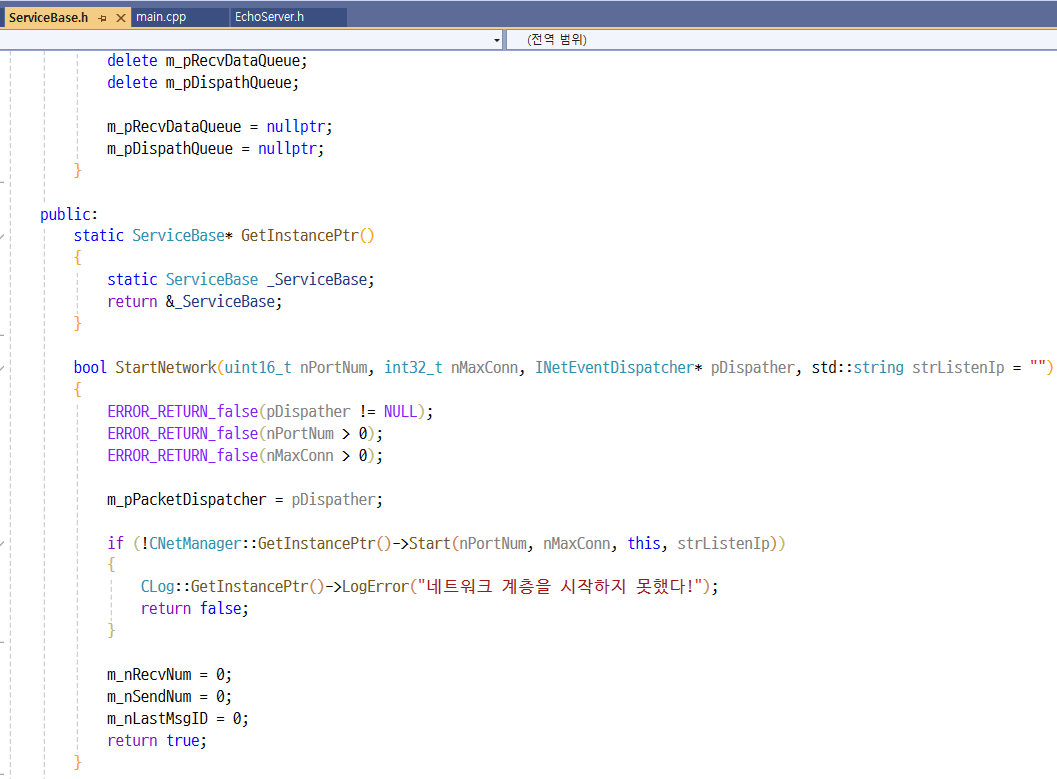 ServiceBase.h main.cpp EchoServer.h
(전역 범위)
delete m_pRecvDataQueue;
delete m_pDispathQueue;
m_pRecvDataQueue = nullptr;
m_pDispathQueue = nullptr;
}
public:
static ServiceBase* GetInstancePtr()
{
static ServiceBase _ServiceBase;
return &_ServiceBase;
}
bool StartNetwork(uint16_t nPortNum, int32_t nMaxConn, INetEventDispatcher* pDispather, std::string strListenIp = "")
{
ERROR_RETURN_false(pDispather != NULL);
ERROR_RETURN_false(nPortNum > 0);
ERROR_RETURN_false(nMaxConn > 0);
m_pPacketDispatcher = pDispather;
if (!CNetManager::GetInstancePtr()->Start(nPortNum, nMaxConn, this, strListenIp))
{
CLog::GetInstancePtr()->LogError("네트워크 계층을 시작하지 못했다!");
return false;
}
m_nRecvNum = 0;
m_nSendNum = 0;
m_nLastMsgID = 0;
return true;
}